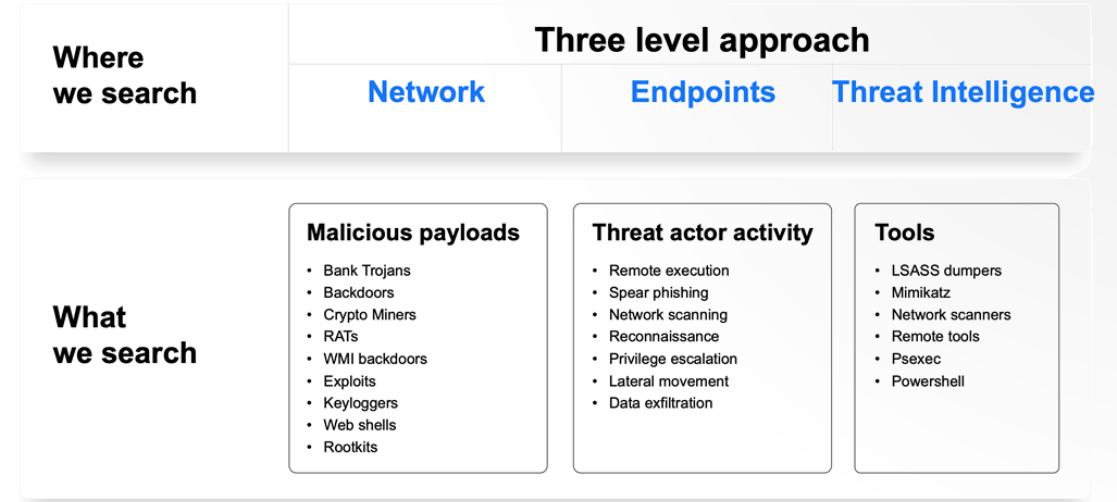 Where
we search
Three level approach
Network
Endpoints
Threat Intelligence
What
we search
Malicious payloads
• Bank Trojans
• Backdoors
• Crypto Miners
• RATs
• WMI backdoors
• Exploits
• Keyloggers
• Web shells
• Rootkits
Threat actor activity
• Remote execution
• Spear phishing
• Network scanning
• Reconnaissance
• Privilege escalation
• Lateral movement
• Data exfiltration
Tools
• LSASS dumpers
• Mimikatz
• Network scanners
• Remote tools
• Psexec
• Powershell